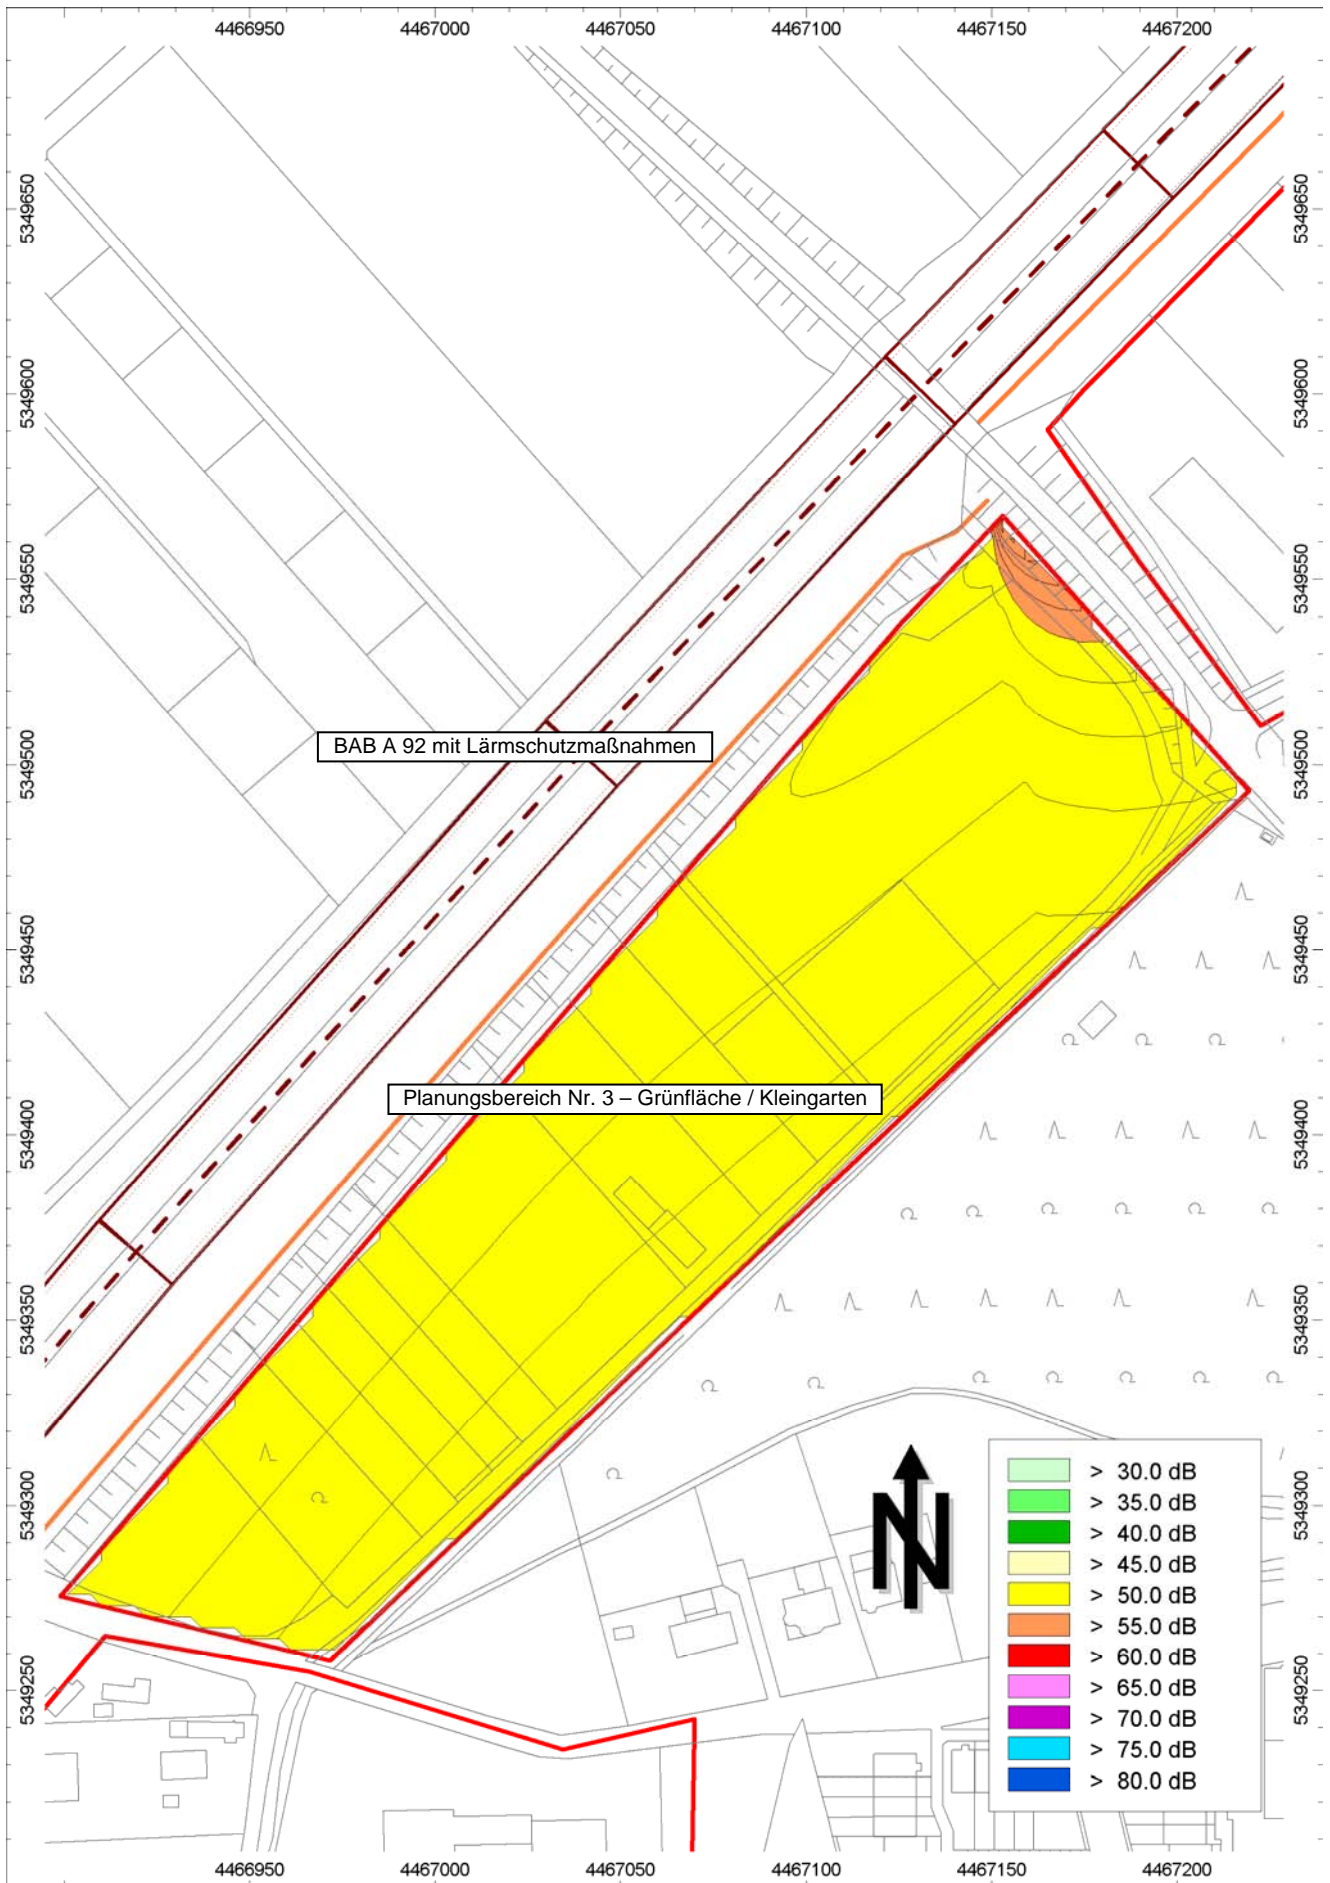 4466950 4467000 4467050 4467100 4467150 4467200
5349650 5349650
5349600 5349600
5349550 5349550
BAB A 92 mit Lärmschutzmaßnahmen
5349500 5349500
5349450 5349450
Planungsbereich Nr. 3 – Grünfläche / Kleingarten
5349400 5349400
5349350 5349350
5349300 5349300
5349250 5349250
N
> 30.0 dB
> 35.0 dB
> 40.0 dB
> 45.0 dB
> 50.0 dB
> 55.0 dB
> 60.0 dB
> 65.0 dB
> 70.0 dB
> 75.0 dB
> 80.0 dB
4466950 4467000 4467050 4467100 4467150 4467200